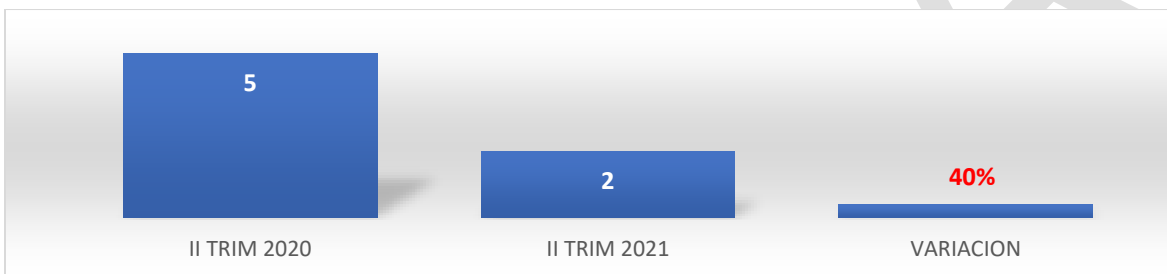 5
2
40%
II TRIM 2020
II TRIM 2021
VARIACION